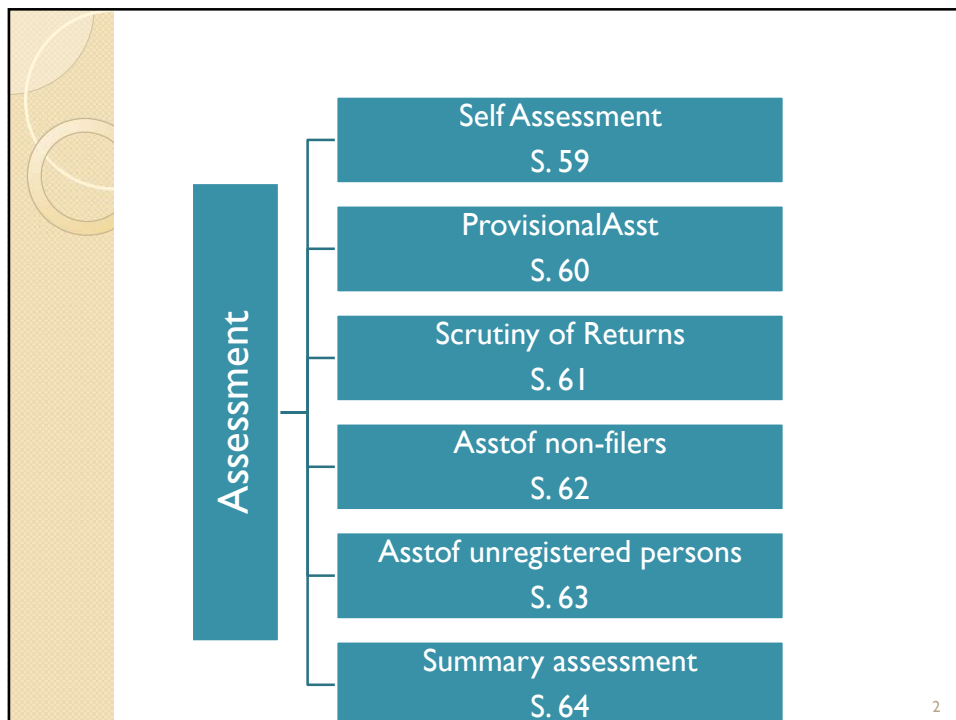 Assessment
Self Assessment
S. 59
ProvisionalAsst
S. 60
Scrutiny of Returns
S. 61
Asstof non-filers
S. 62
Asstof unregistered persons
S. 63
Summary assessment
S. 64
2